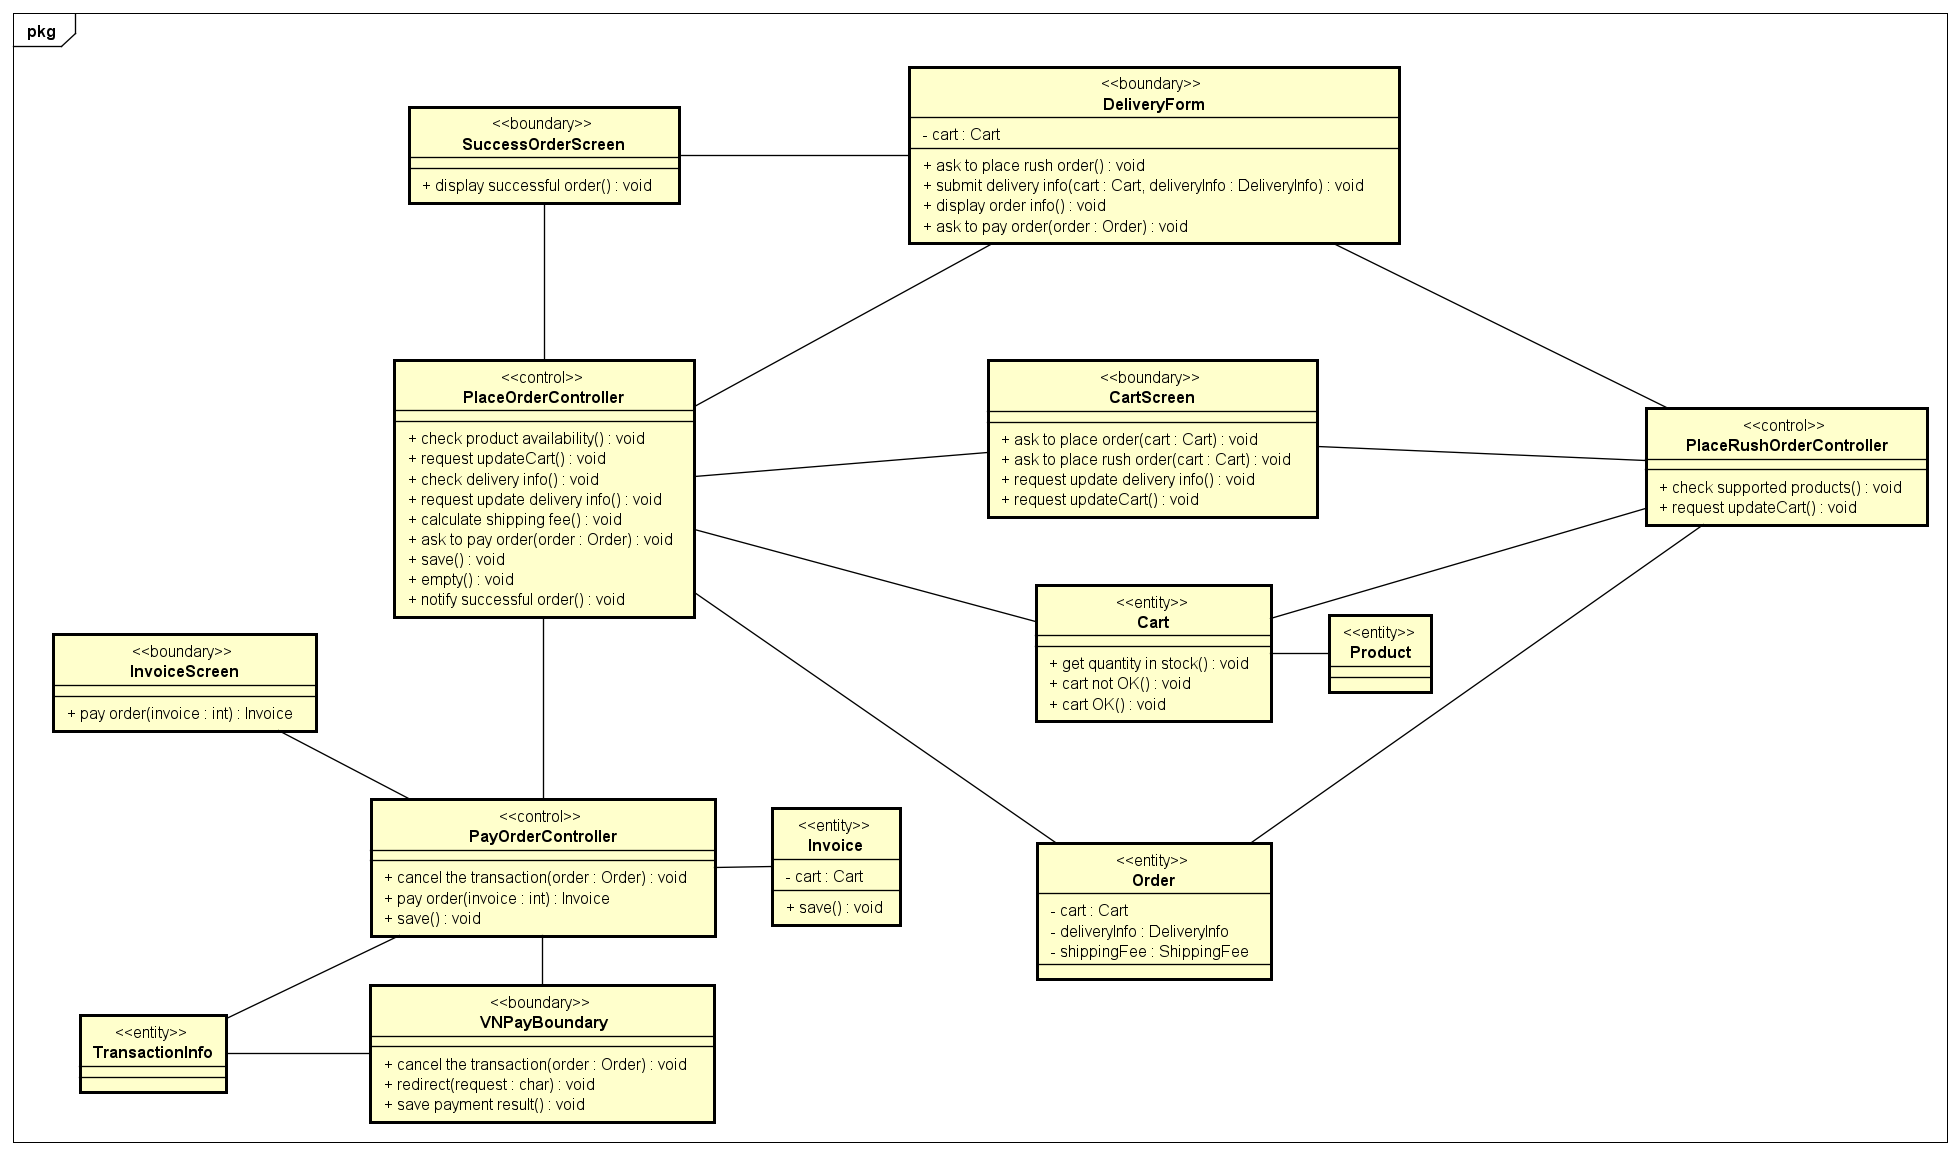 pkg
<<boundary>>
DeliveryForm
- cart : Cart
+ ask to place rush order() : void
+ submit delivery info(cart : Cart, deliveryInfo : DeliveryInfo) : void
+ display order info() : void
+ ask to pay order(order : Order) : void
<<boundary>>
SuccessOrderScreen
+ display successful order() : void
<<control>>
PlaceOrderController
+ check product availability() : void
+ request updateCart() : void
+ check delivery info() : void
+ request update delivery info() : void
+ calculate shipping fee() : void
+ ask to pay order(order : Order) : void
+ save() : void
+ empty() : void
+ notify successful order() : void
<<boundary>>
CartScreen
+ ask to place order(cart : Cart) : void
+ ask to place rush order(cart : Cart) : void
+ request update delivery info() : void
+ request updateCart() : void
<<control>>
PlaceRushOrderController
+ check supported products() : void
+ request updateCart() : void
<<entity>>
Cart
+ get quantity in stock() : void
+ cart not OK() : void
+ cart OK() : void
<<entity>>
Product
<<boundary>>
InvoiceScreen
+ pay order(invoice : int) : Invoice
<<control>>
PayOrderController
+ cancel the transaction(order : Order) : void
+ pay order(invoice : int) : Invoice
+ save() : void
<<entity>>
Invoice
- cart : Cart
+ save() : void
<<entity>>
Order
- cart : Cart
- deliveryInfo : DeliveryInfo
- shippingFee : ShippingFee
<<entity>>
TransactionInfo
<<boundary>>
VNPayBoundary
+ cancel the transaction(order : Order) : void
+ redirect(request : char) : void
+ save payment result() : void